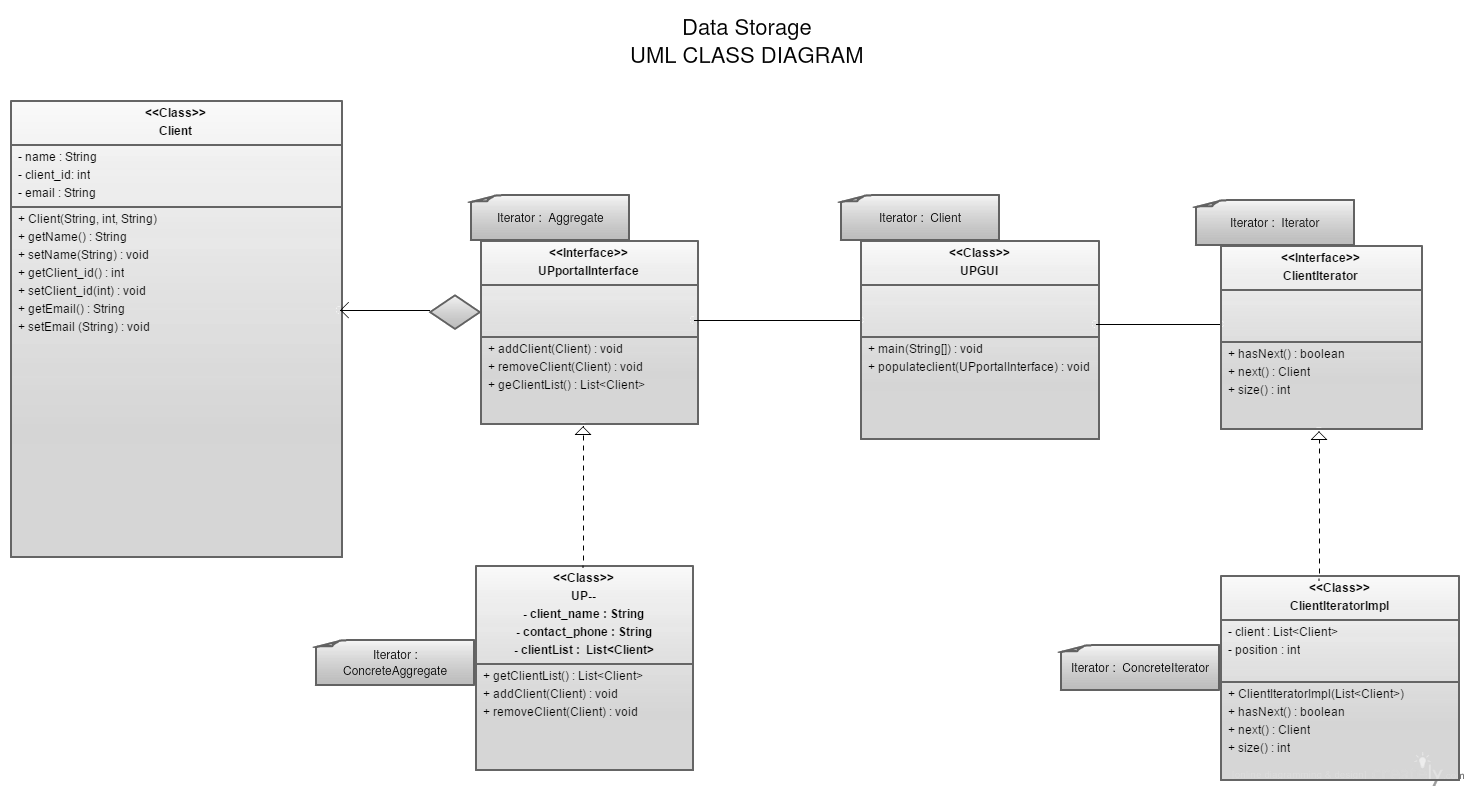 Data Storage
UML CLASS DIAGRAM
<<Class>>
Client
- name : String
- client_id: int
- email : String
+ Client(String, int, String)
+ getName() : String
+ setName(String) : void
+ getClient_id() : int
+ setClient_id(int) : void
+ getEmail() : String
+ setEmail (String) : void
Iterator : Aggregate
<<Interface>>
UPportalInterface
+ addClient(Client) : void
+ removeClient(Client) : void
+ geClientList() : List<Client>
Iterator : Client
<<Class>>
UPGUI
+ main(String[]) : void
+ populateclient(UPportalInterface) : void
Iterator : Iterator
<<Interface>>
ClientIterator
+ hasNext() : boolean
+ next() : Client
+ size() : int
Iterator :
ConcreteAggregate
<<Class>>
UP--
- client_name : String
- contact_phone : String
- clientList : List<Client>
+ getClientList() : List<Client>
+ addClient(Client) : void
+ removeClient(Client) : void
Iterator : ConcreteIterator
<<Class>>
ClientIteratorImpl
- client : List<Client>
- position : int
+ ClientIteratorImpl(List<Client>)
+ hasNext() : boolean
+ next() : Client
+ size() : int